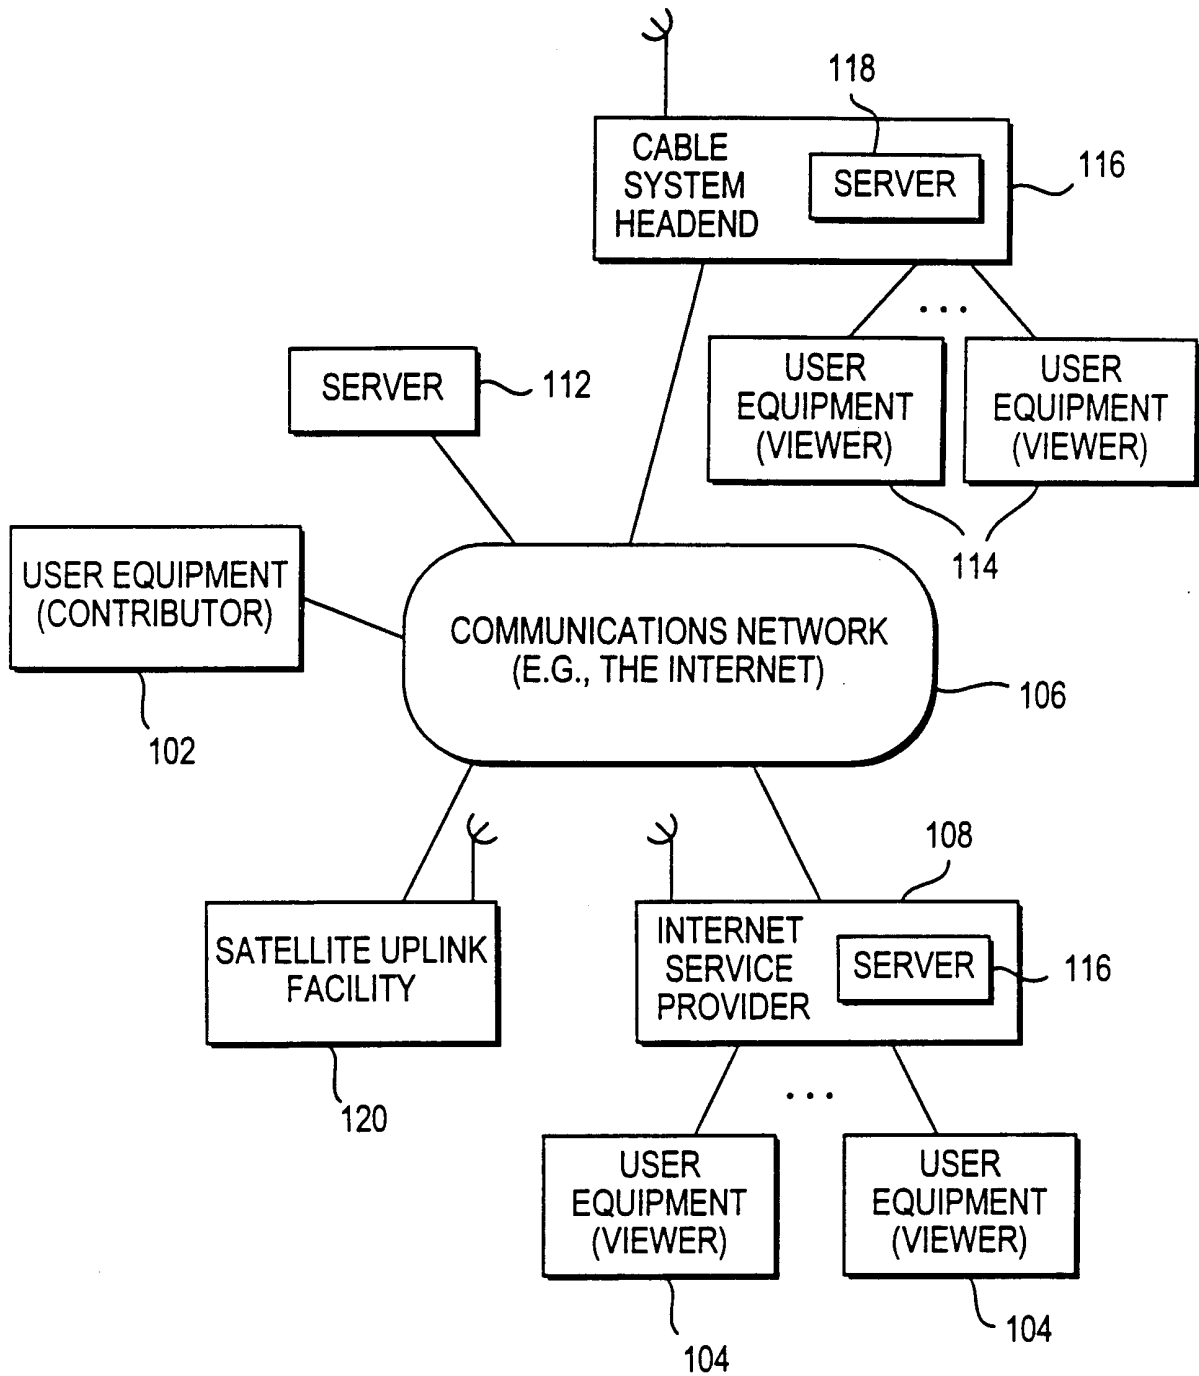 118
CABLE
SYSTEM
HEADEND
SERVER
116
...
USER
EQUIPMENT
(VIEWER)
USER
EQUIPMENT
(VIEWER)
114
SERVER
112
USER EQUIPMENT
(CONTRIBUTOR)
102
COMMUNICATIONS NETWORK
(E.G., THE INTERNET)
106
SATELLITE UPLINK
FACILITY
120
108
INTERNET
SERVICE
PROVIDER
SERVER
116
...
USER
EQUIPMENT
(VIEWER)
104
USER
EQUIPMENT
(VIEWER)
104